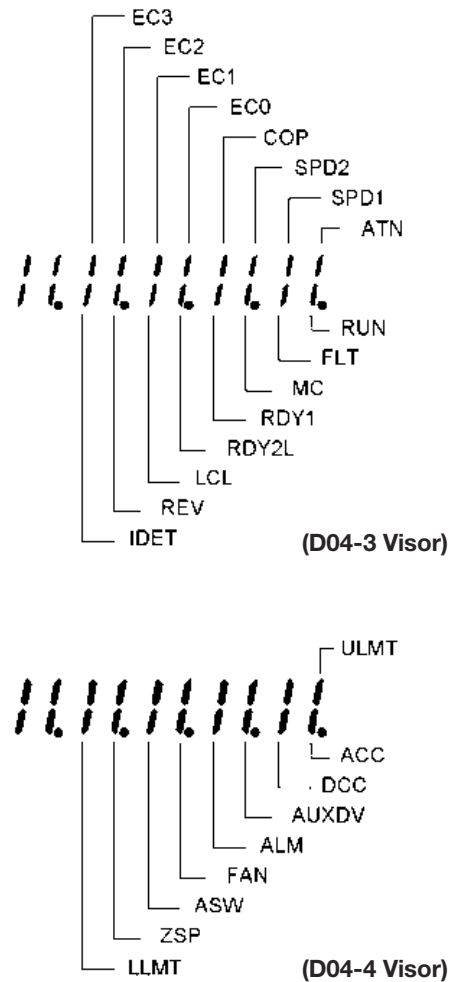 EC3
EC2
EC1
EC0
COP
SPD2
SPD1
ATN
RUN
FLT
MC
RDY1
RDY2L
LCL
REV
IDET
(D04-3 Visor)
ULMT
ACC
DCC
AUXDV
ALM
FAN
ASW
ZSP
LLMT
(D04-4 Visor)